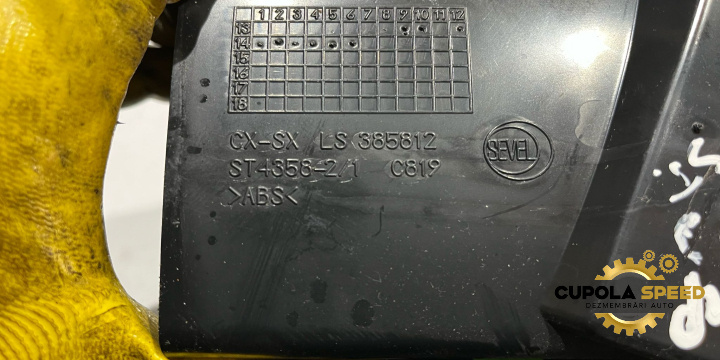 1 2 3 4 5 6 7 8 9 10 11 12
13
14
15
16
17
18
CX-SX LS 385812
ST4358-2/1 C819
>ABS<
SEVEL
CUPOLA SPEED
DEZMEMBRĂRI AUTO